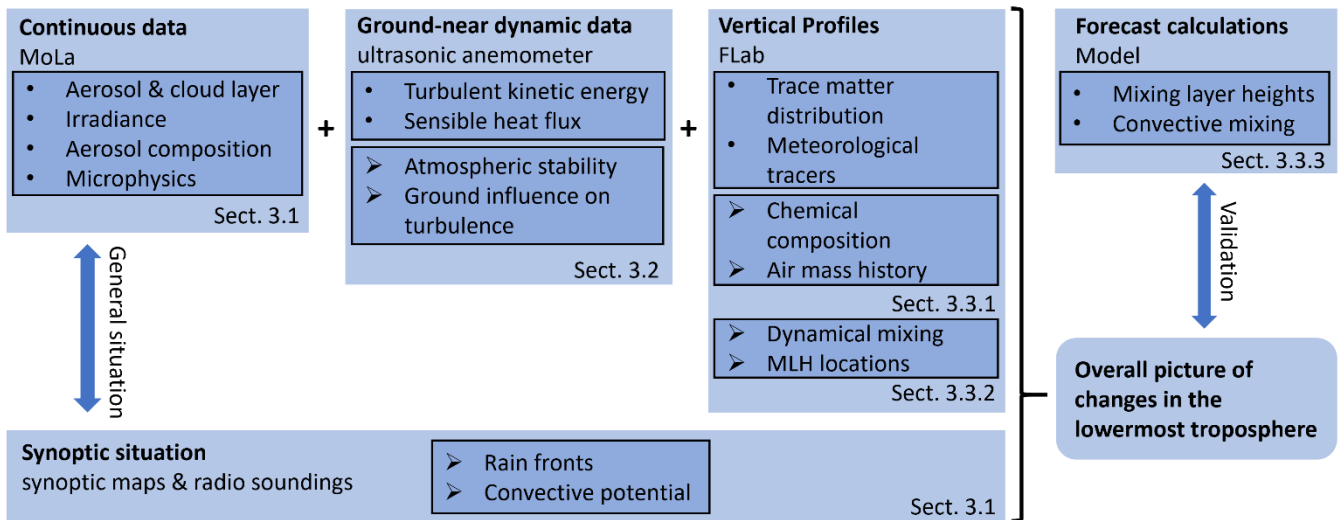 Continuous data
MoLa
• Aerosol & cloud layer
• Irradiance
• Aerosol composition
• Microphysics
Sect. 3.1
+
Ground-near dynamic data
ultrasonic anemometer
• Turbulent kinetic energy
• Sensible heat flux
➢ Atmospheric stability
➢ Ground influence on
turbulence
Sect. 3.2
+
Vertical Profiles
FLab
• Trace matter
distribution
• Meteorological
tracers
➢ Chemical
composition
➢ Air mass history
Sect. 3.3.1
➢ Dynamical mixing
➢ MLH locations
Sect. 3.3.2
Forecast calculations
Model
• Mixing layer heights
• Convective mixing
Sect. 3.3.3
General situation
Validation
Overall picture of
changes in the
lowermost troposphere
Synoptic situation
synoptic maps & radio soundings
➢ Rain fronts
➢ Convective potential
Sect. 3.1